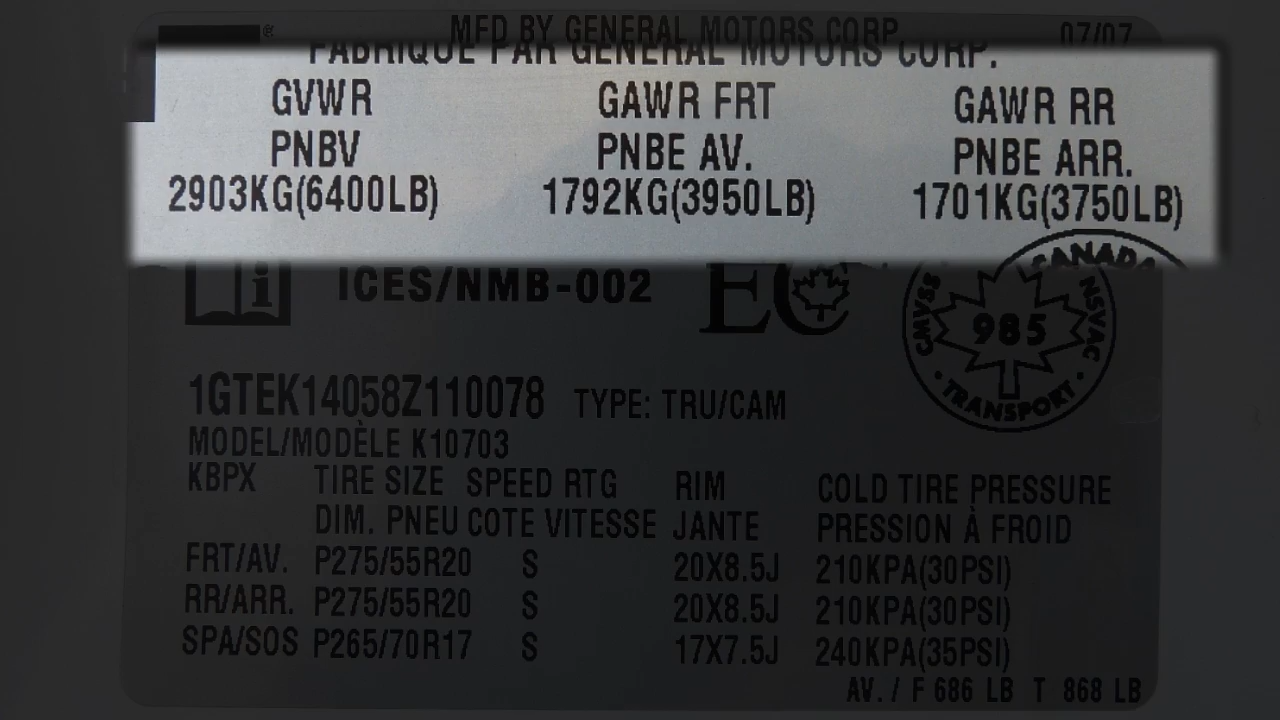 MFD BY GENERAL MOTORS CORP 07/07
FABRIQUE PAR GENERAL MOTORS CORP.
GVWR GAWR FRT GAWR RR
PNBV PNBE AV. PNBE ARR.
2903KG(6400LB) 1792KG(3950LB) 1701KG(3750LB)
ICES/NMB-002 EC CANADA
CMVSS 985 NSVAC
TRANSPORT
1GTEK14058Z110078 TYPE: TRU/CAM
MODEL/MODÈLE K10703
KBPX TIRE SIZE SPEED RTG RIM COLD TIRE PRESSURE
DIM. PNEU COTE VITESSE JANTE PRESSION À FROID
FRT/AV. P275/55R20 S 20X8.5J 210KPA(30PSI)
RR/ARR. P275/55R20 S 20X8.5J 210KPA(30PSI)
SPA/SOS P265/70R17 S 17X7.5J 240KPA(35PSI)
AV. / F 686 LB T 868 LB